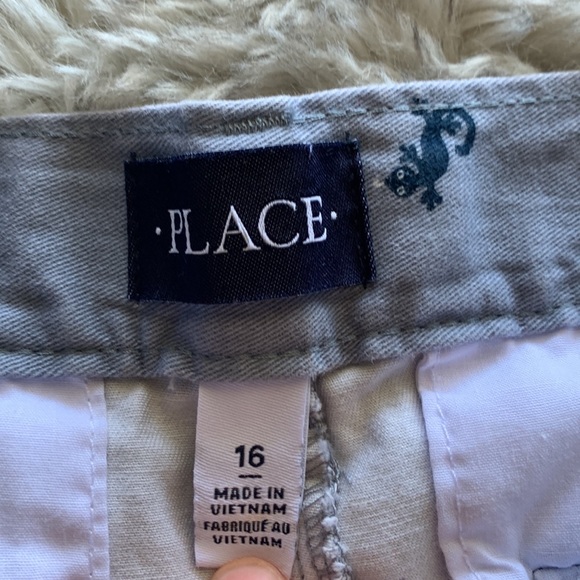 ·PLACE·
16
MADE IN
VIETNAM
FABRIQUÉ AU
VIETNAM